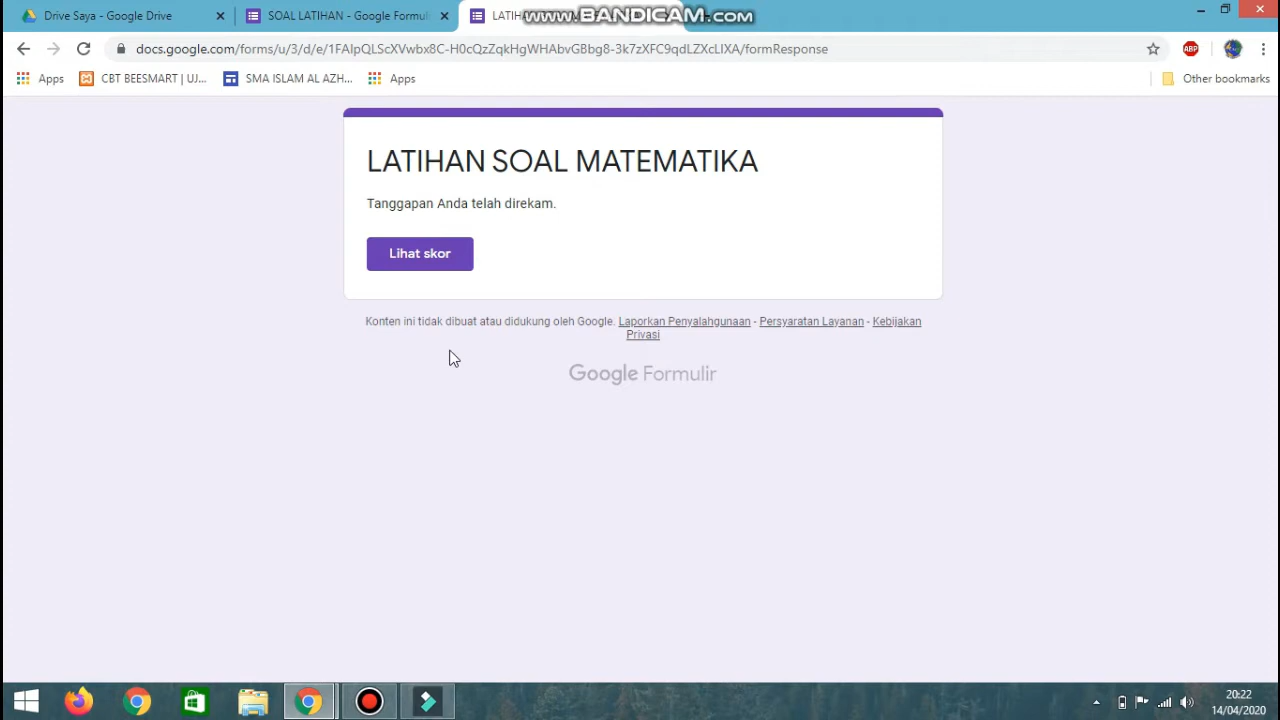 Drive Saya - Google Drive
SOAL LATIHAN - Google Formuli
LATIHA
www.BANDICAM.com
docs.google.com/forms/u/3/d/e/1FAIpQLScXVwbx8C-H0cQzZqkHgWHAbvGBbg8-3k7zXFC9qdLZXcLIXA/formResponse
ABP
Apps
CBT BEESMART | UJ...
SMA ISLAM AL AZH...
Apps
Other bookmarks
LATIHAN SOAL MATEMATIKA
Tanggapan Anda telah direkam.
Lihat skor
Konten ini tidak dibuat atau didukung oleh Google. Laporkan Penyalahgunaan - Persyaratan Layanan - Kebijakan
Privasi
Google Formulir
20:22
14/04/2020